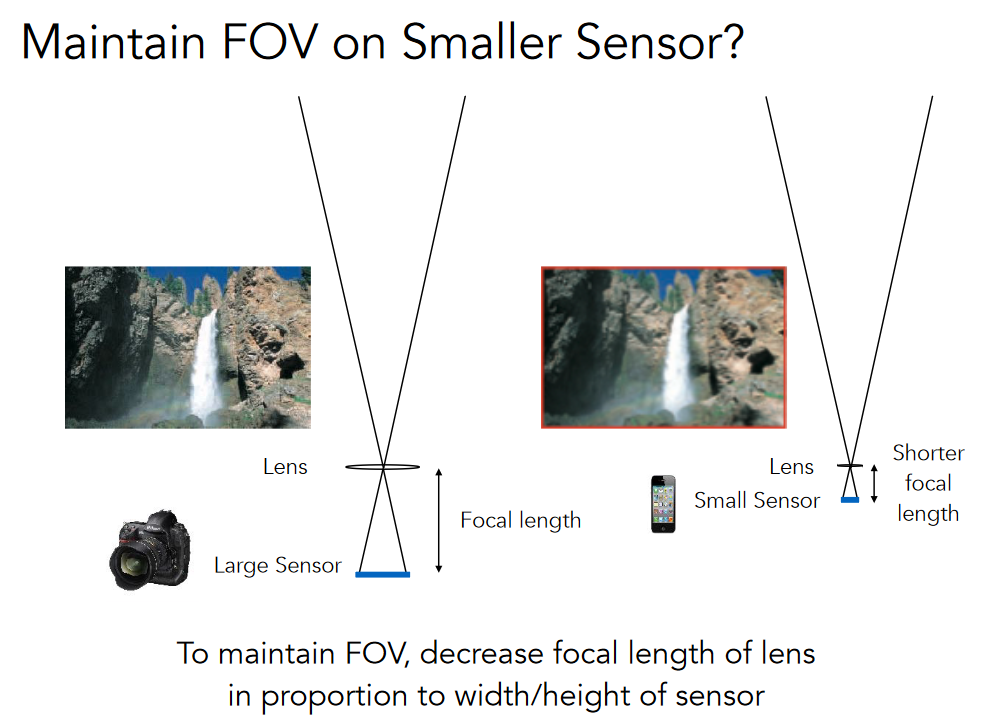 Maintain FOV on Smaller Sensor?
Lens
Focal length
Large Sensor
Lens
Small Sensor
Shorter
focal
length
To maintain FOV, decrease focal length of lens
in proportion to width/height of sensor